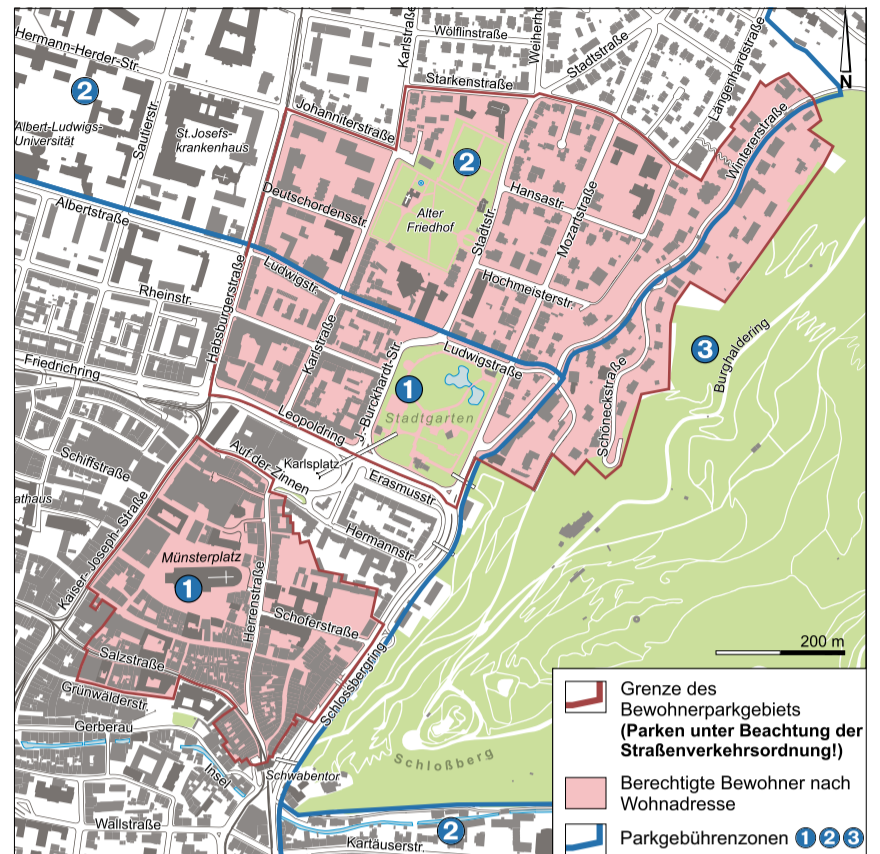 Hermann-Herder-Str.
2
Albert-Ludwigs-
Universität
Sautierstr.
St.Josefs-
krankenhaus
Karlstraße
Wölflinstraße
Stadtstraße
Starkenstraße
Langenhardstraße
N
Johanniterstraße
2
Wintererstraße
Deutschordensstr.
Alter
Friedhof
Stadtstr.
Hansastr.
Mozartstraße
Albertstraße
Rheinstr.
Habsburgerstraße
Ludwigstr.
Hochmeisterstr.
Karlstraße
J.-Burckhardt-Str
Ludwigstraße
3
Burghaldering
Friedrichring
1
Stadtgarten
Schöneckstraße
Leopoldring
Auf der Zinnen
Karlsplatz
Erasmusstr.
Schiffstraße
Kaiser-Joseph-Straße
Hermannstr.
Münsterplatz
1
Herrenstraße
Schoferstraße
Salzstraße
Schlossbergring
200 m
Grünwälderstr.
Gerberau
Insel
Schwabentor
Schloßberg
Wallstraße
2
Kartäuserstr.
Grenze des
Bewohnerparkgebiets
(Parken unter Beachtung der
Straßenverkehrsordnung!)
Berechtigte Bewohner nach
Wohnadresse
Parkgebührenzonen 1 2 3